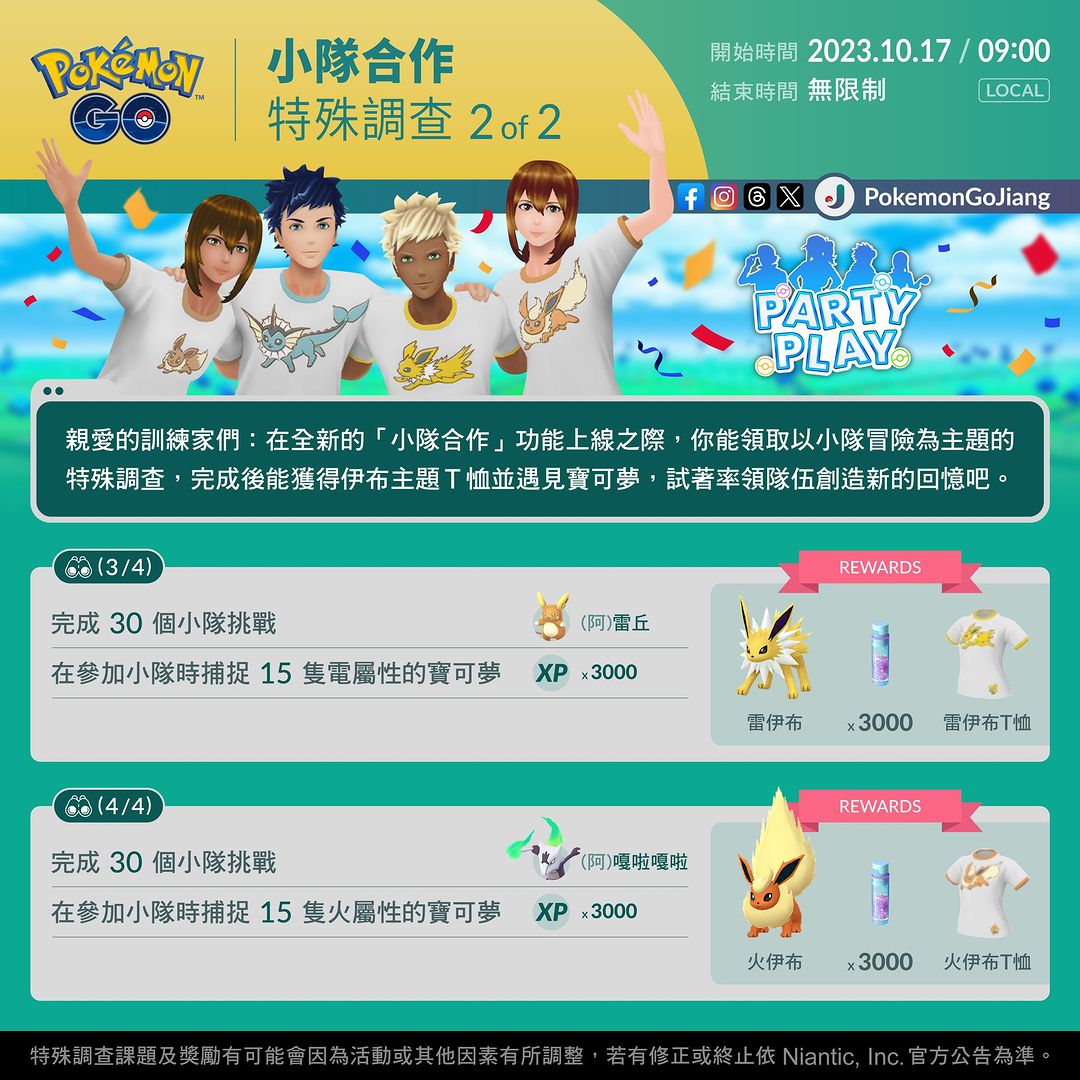 POKéMON GO TM
小隊合作
特殊調查 2 of 2
開始時間 2023.10.17 / 09:00
結束時間 無限制 LOCAL
PokemonGoJiang
PARTY
PLAY
親愛的訓練家們：在全新的「小隊合作」功能上線之際，你能領取以小隊冒險為主題的
特殊調查，完成後能獲得伊布主題T恤並遇見寶可夢，試著率領隊伍創造新的回憶吧。
(3/4)
REWARDS
完成 30 個小隊挑戰 (阿)雷丘
在參加小隊時捕捉 15 隻電屬性的寶可夢 XP x3000
雷伊布 x3000 雷伊布T恤
(4/4)
REWARDS
完成 30 個小隊挑戰 (阿)嘎啦嘎啦
在參加小隊時捕捉 15 隻火屬性的寶可夢 XP x3000
火伊布 x3000 火伊布T恤
特殊調查課題及獎勵有可能會因為活動或其他因素有所調整，若有修正或終止依 Niantic, Inc. 官方公告為準。